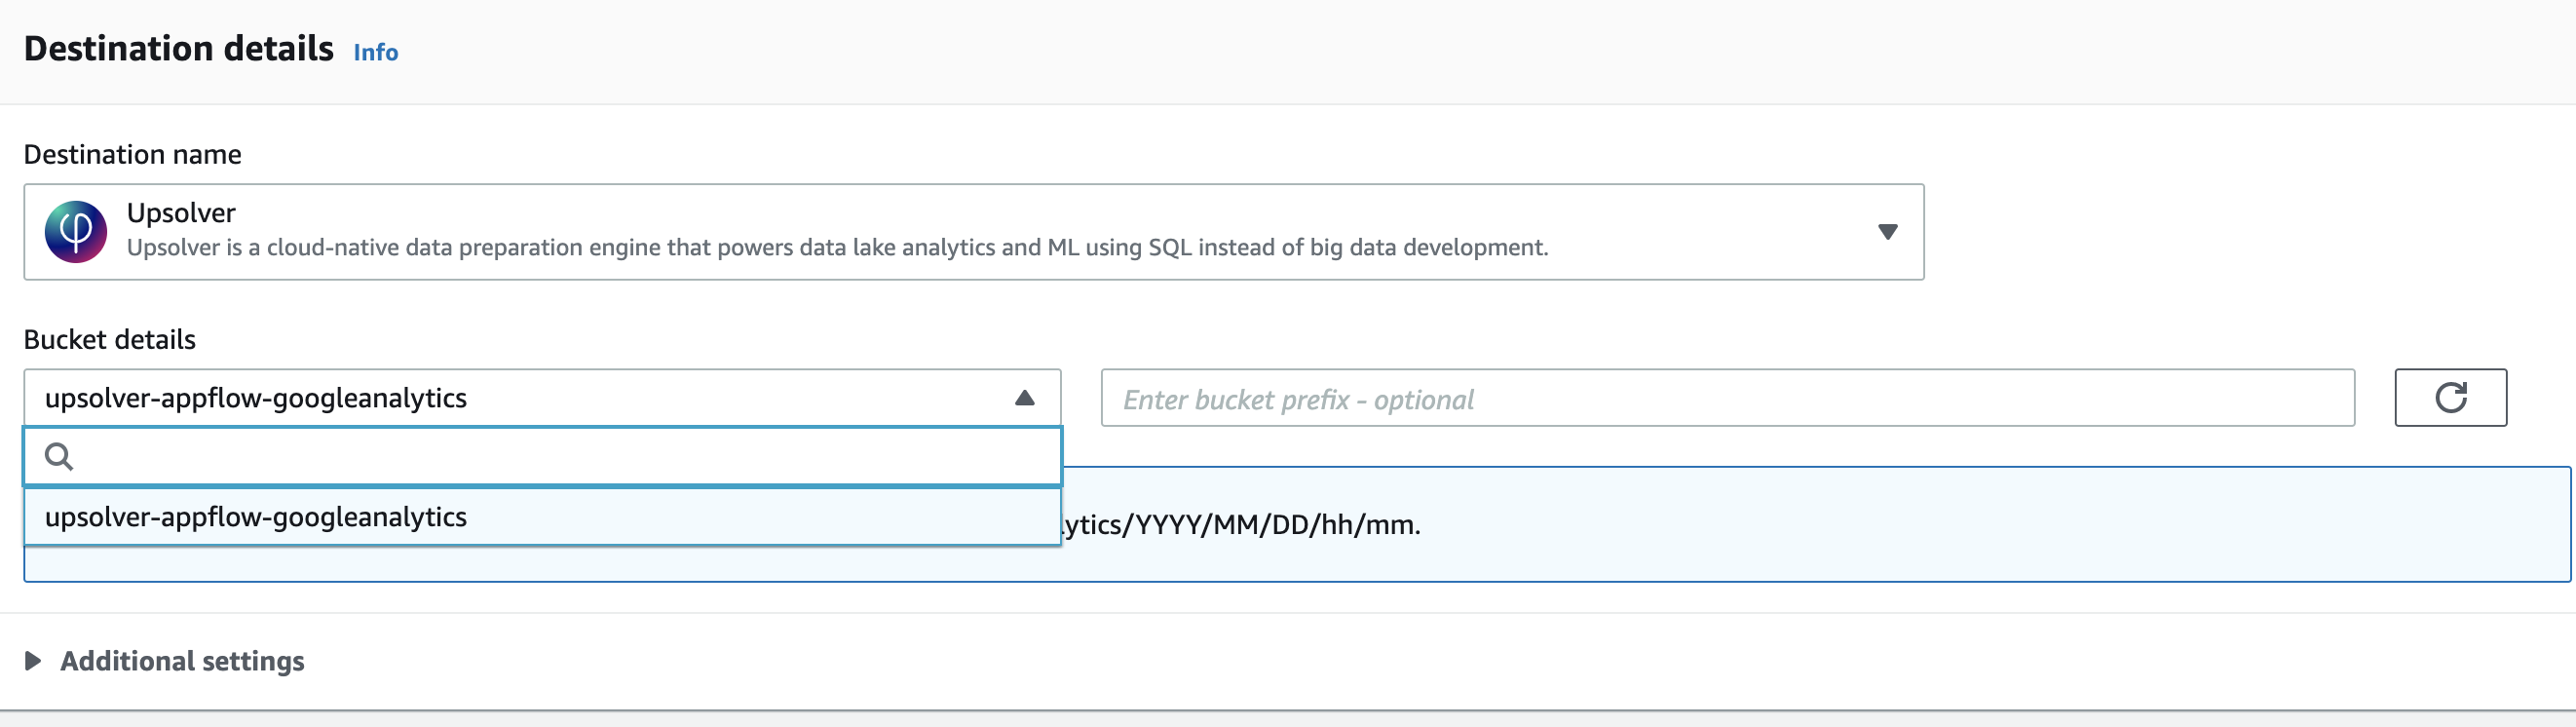 Destination details Info
Destination name
Upsolver
Upsolver is a cloud-native data preparation engine that powers data lake analytics and ML using SQL instead of big data development.
Bucket details
upsolver-appflow-googleanalytics
Enter bucket prefix - optional
upsolver-appflow-googleanalytics
lytics/YYYY/MM/DD/hh/mm.
Additional settings